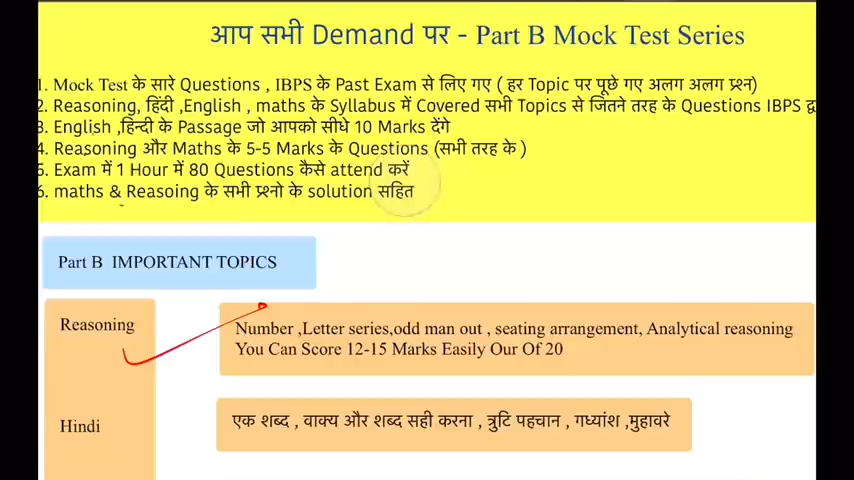 आप सभी Demand पर - Part B Mock Test Series
1. Mock Test के सारे Questions , IBPS के Past Exam से लिए गए ( हर Topic पर पूछे गए अलग अलग प्रश्न)
2. Reasoning, हिंदी ,English , maths के Syllabus में Covered सभी Topics से जितने तरह के Questions IBPS द्व
3. English ,हिन्दी के Passage जो आपको सीधे 10 Marks देंगे
4. Reasoning और Maths के 5-5 Marks के Questions (सभी तरह के )
5. Exam में 1 Hour में 80 Questions कैसे attend करें
6. maths & Reasoing के सभी प्रश्नो के solution सहित
Part B IMPORTANT TOPICS
Reasoning
Number ,Letter series,odd man out , seating arrangement, Analytical reasoning
You Can Score 12-15 Marks Easily Our Of 20
Hindi
एक शब्द , वाक्य और शब्द सही करना , त्रुटि पहचान , गध्यांश ,मुहावरे